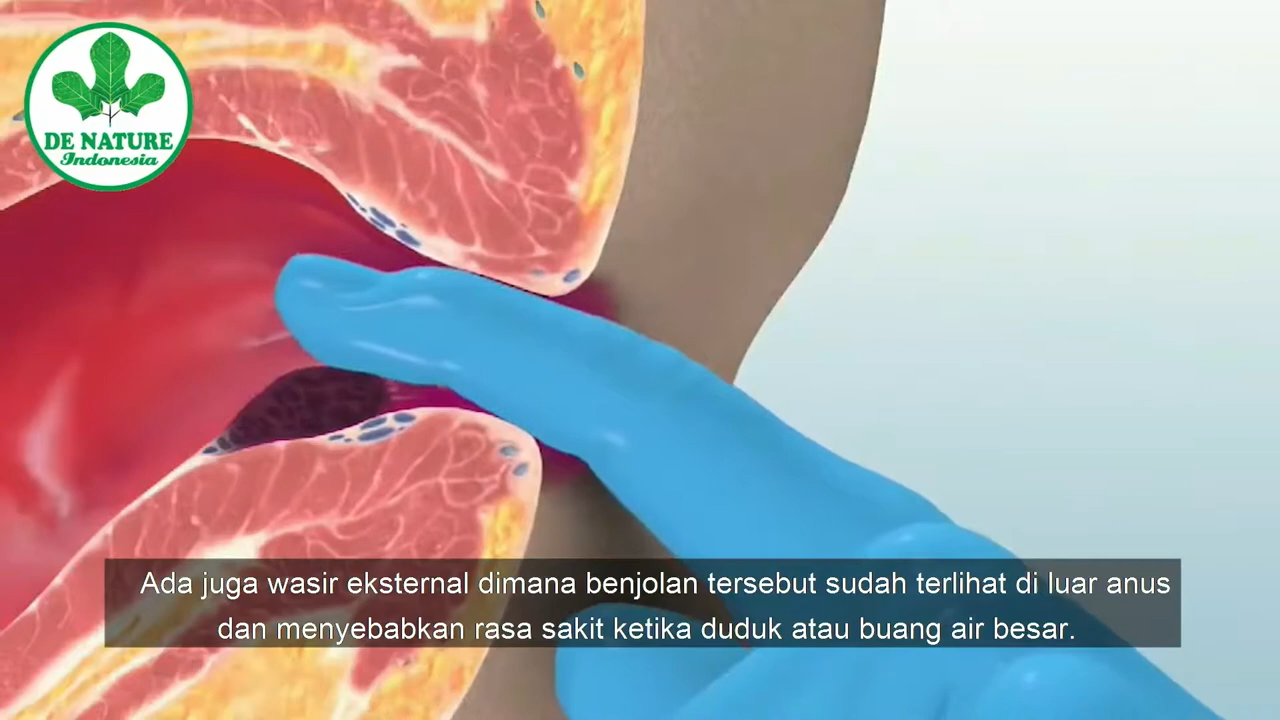 DE NATURE
Indonesia
Ada juga wasir eksternal dimana benjolan tersebut sudah terlihat di luar anus
dan menyebabkan rasa sakit ketika duduk atau buang air besar.